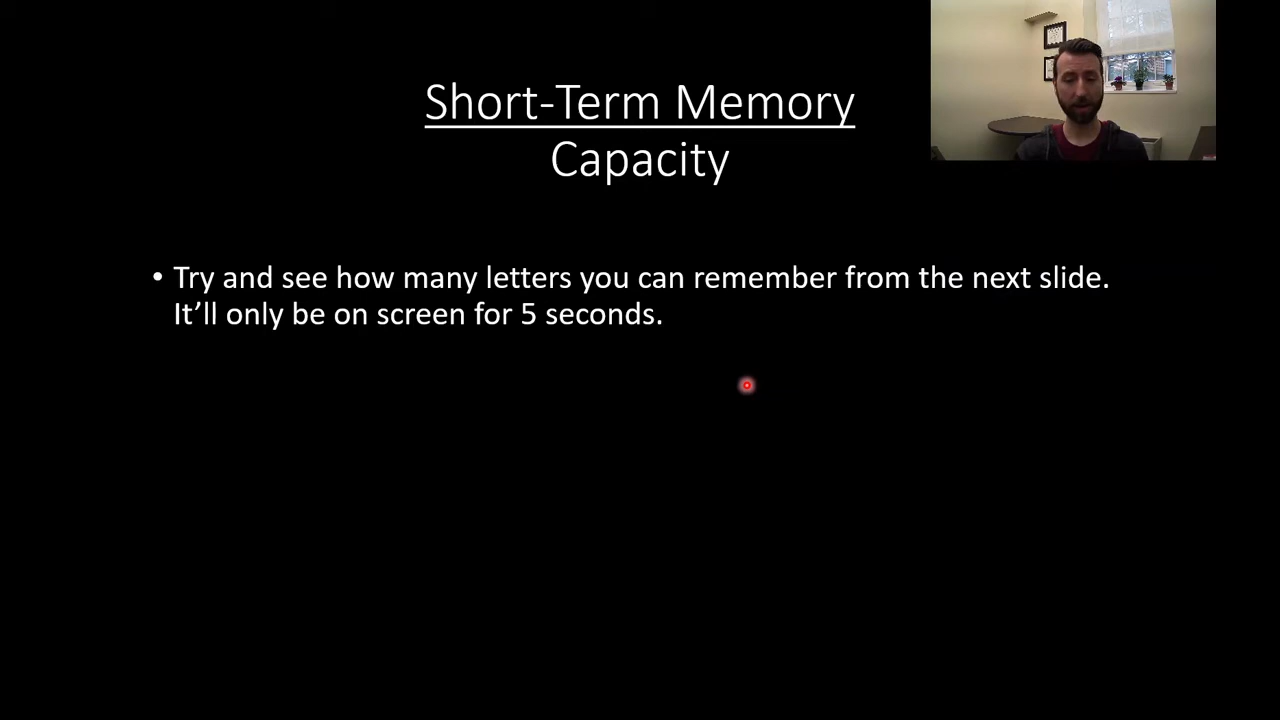 Short-Term Memory
Capacity
• Try and see how many letters you can remember from the next slide.
It’ll only be on screen for 5 seconds.